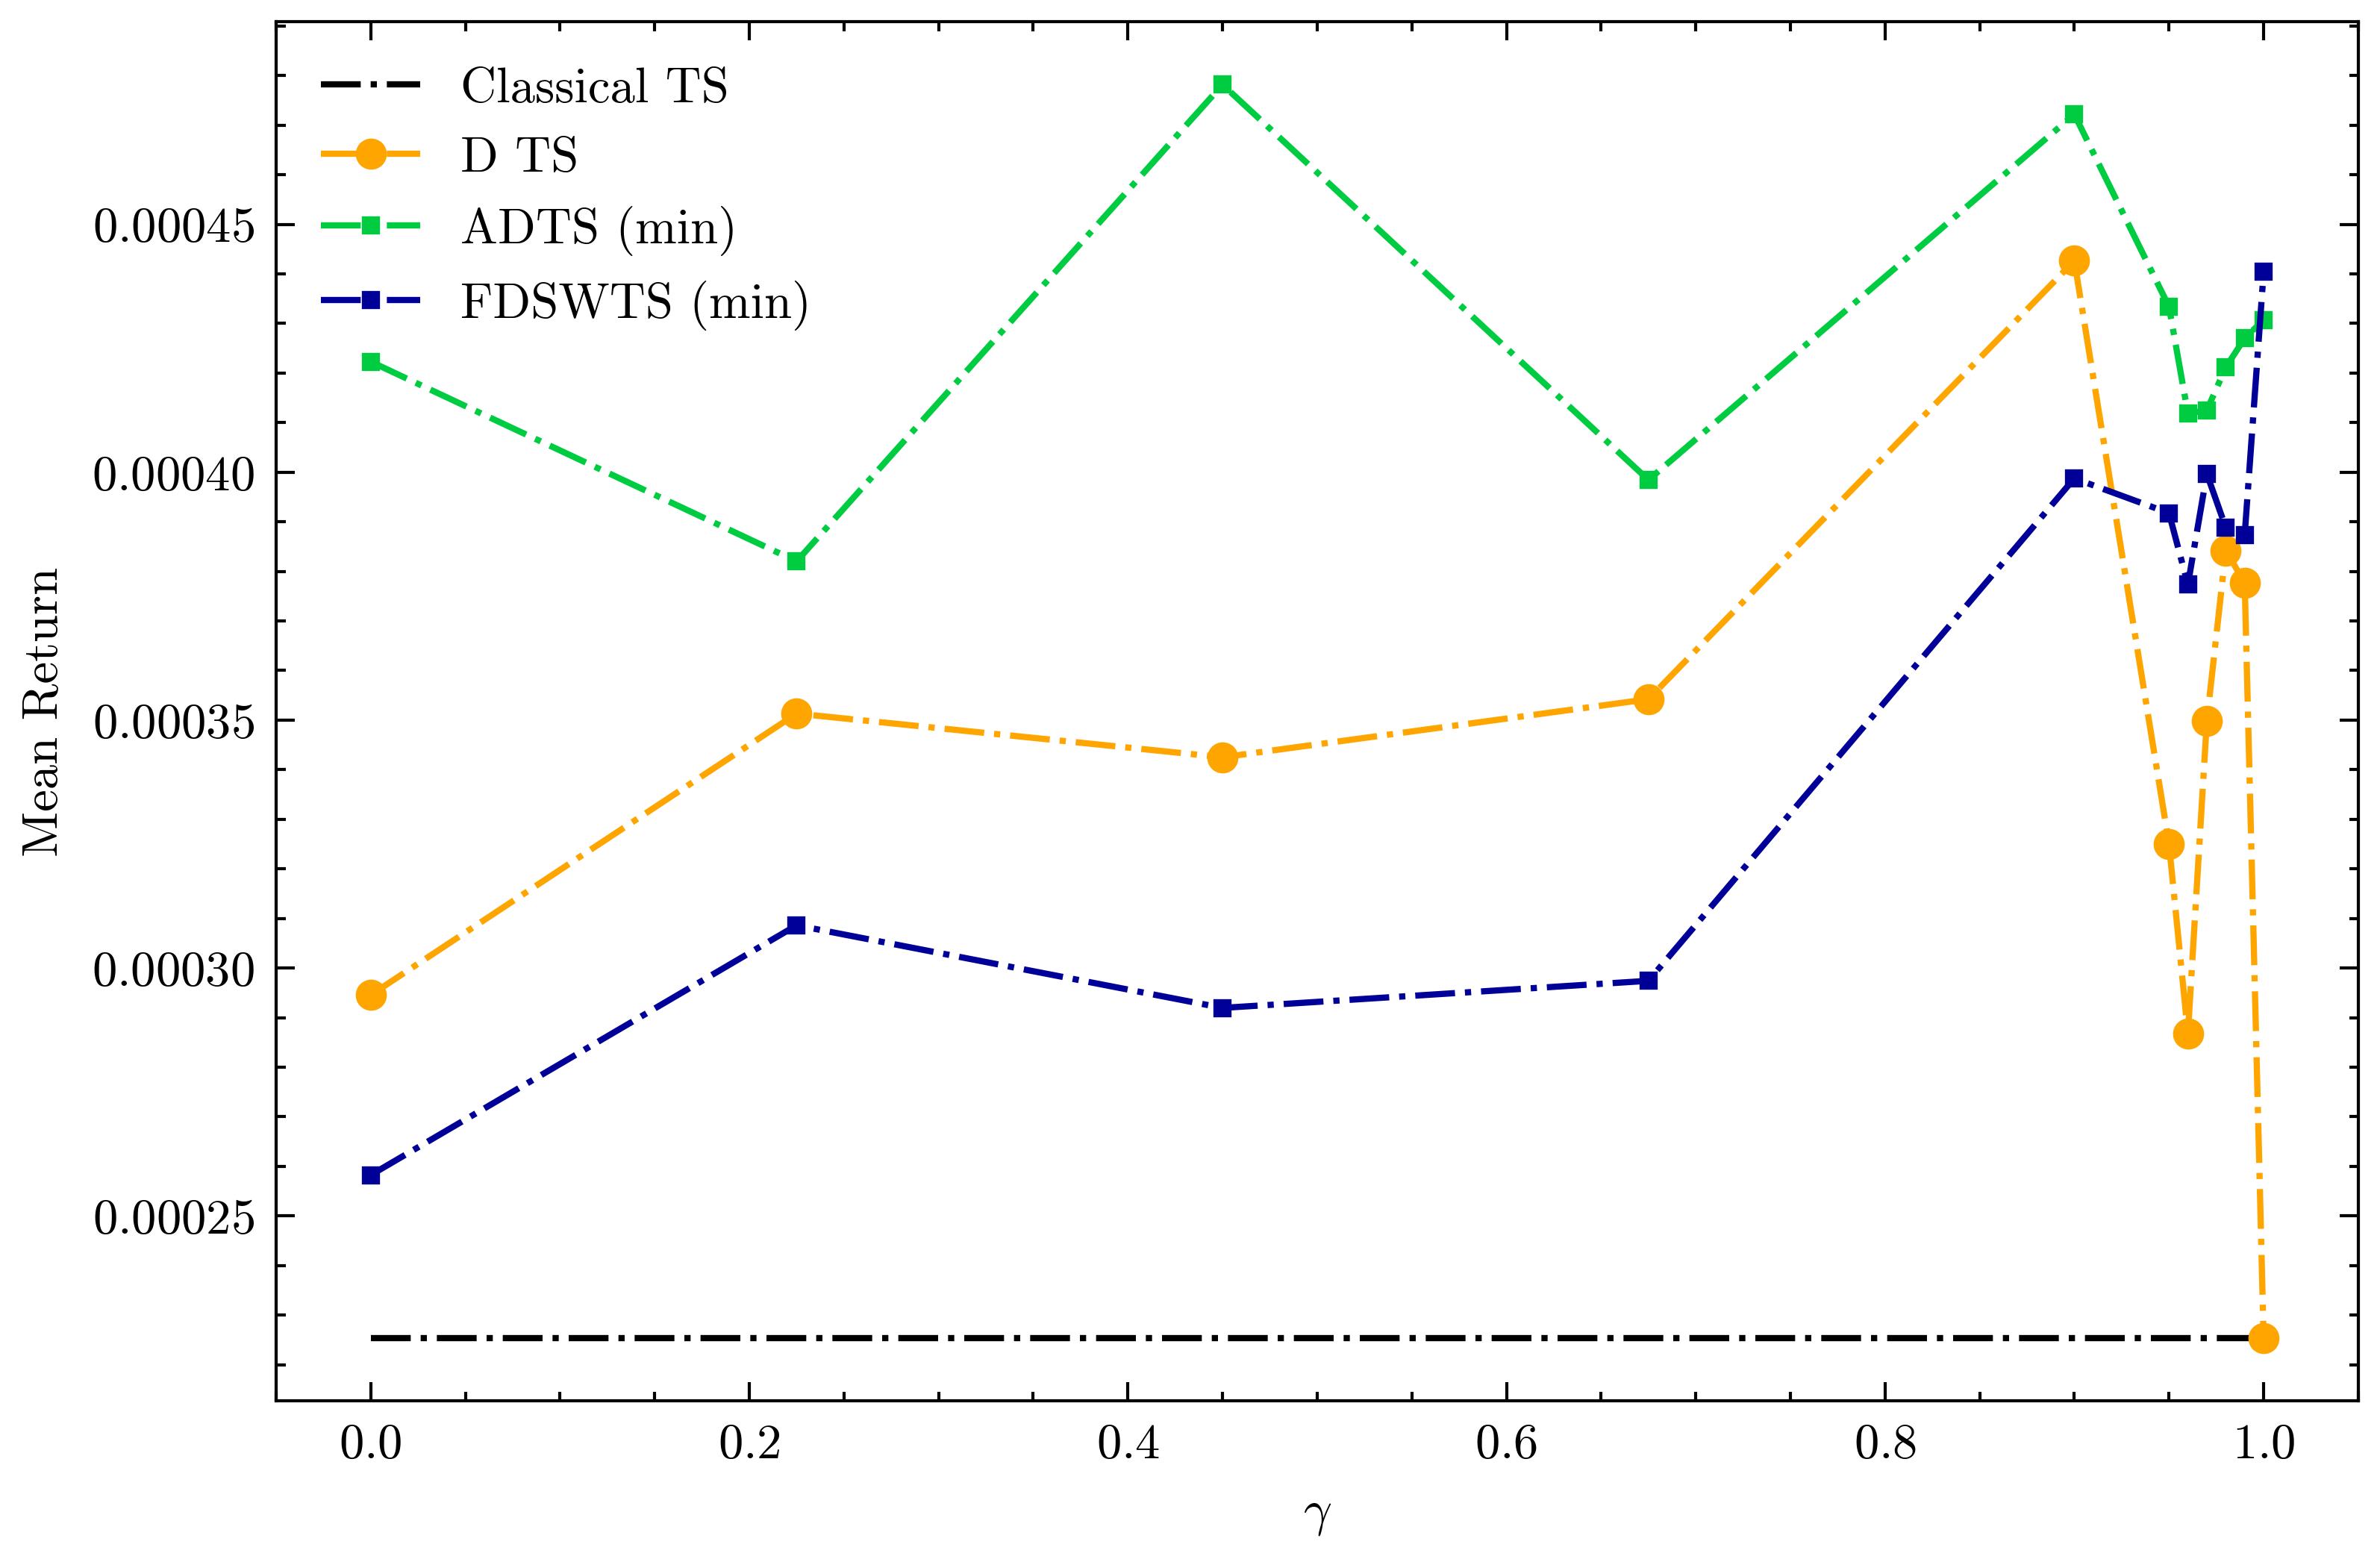 Classical TS
D TS
ADTS (min)
FDSWTS (min)
Mean Return
0.00045
0.00040
0.00035
0.00030
0.00025
0.0 0.2 0.4 0.6 0.8 1.0
γ